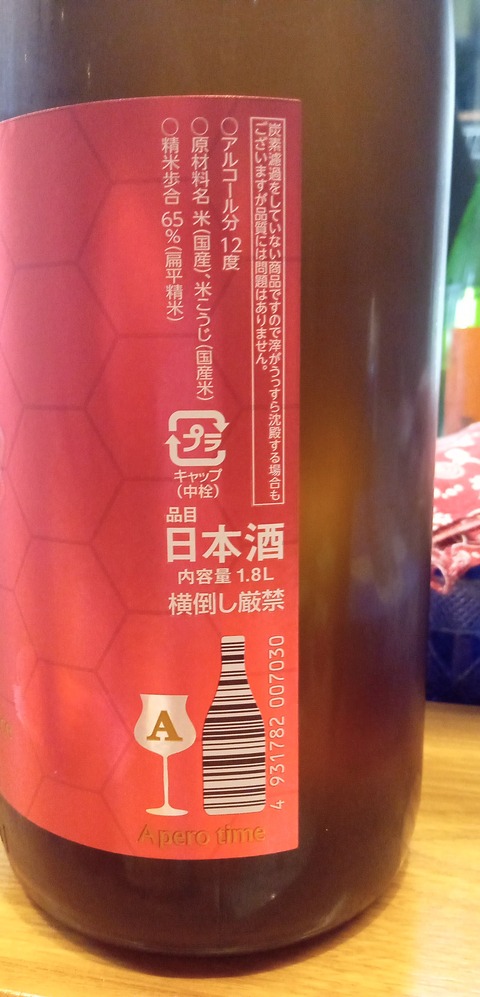 炭素濾過をしていない商品ですので滓がうっすら沈殿する場合も
ございますが品質には問題はありません。
○アルコール分 12度
○原材料名 米(国産)、米こうじ(国産米)
○精米歩合 65%(扁平精米)
プラ
キャップ
(中栓)
品目
日本酒
内容量 1.8L
横倒し厳禁
A
4 931782 007030
Apero time